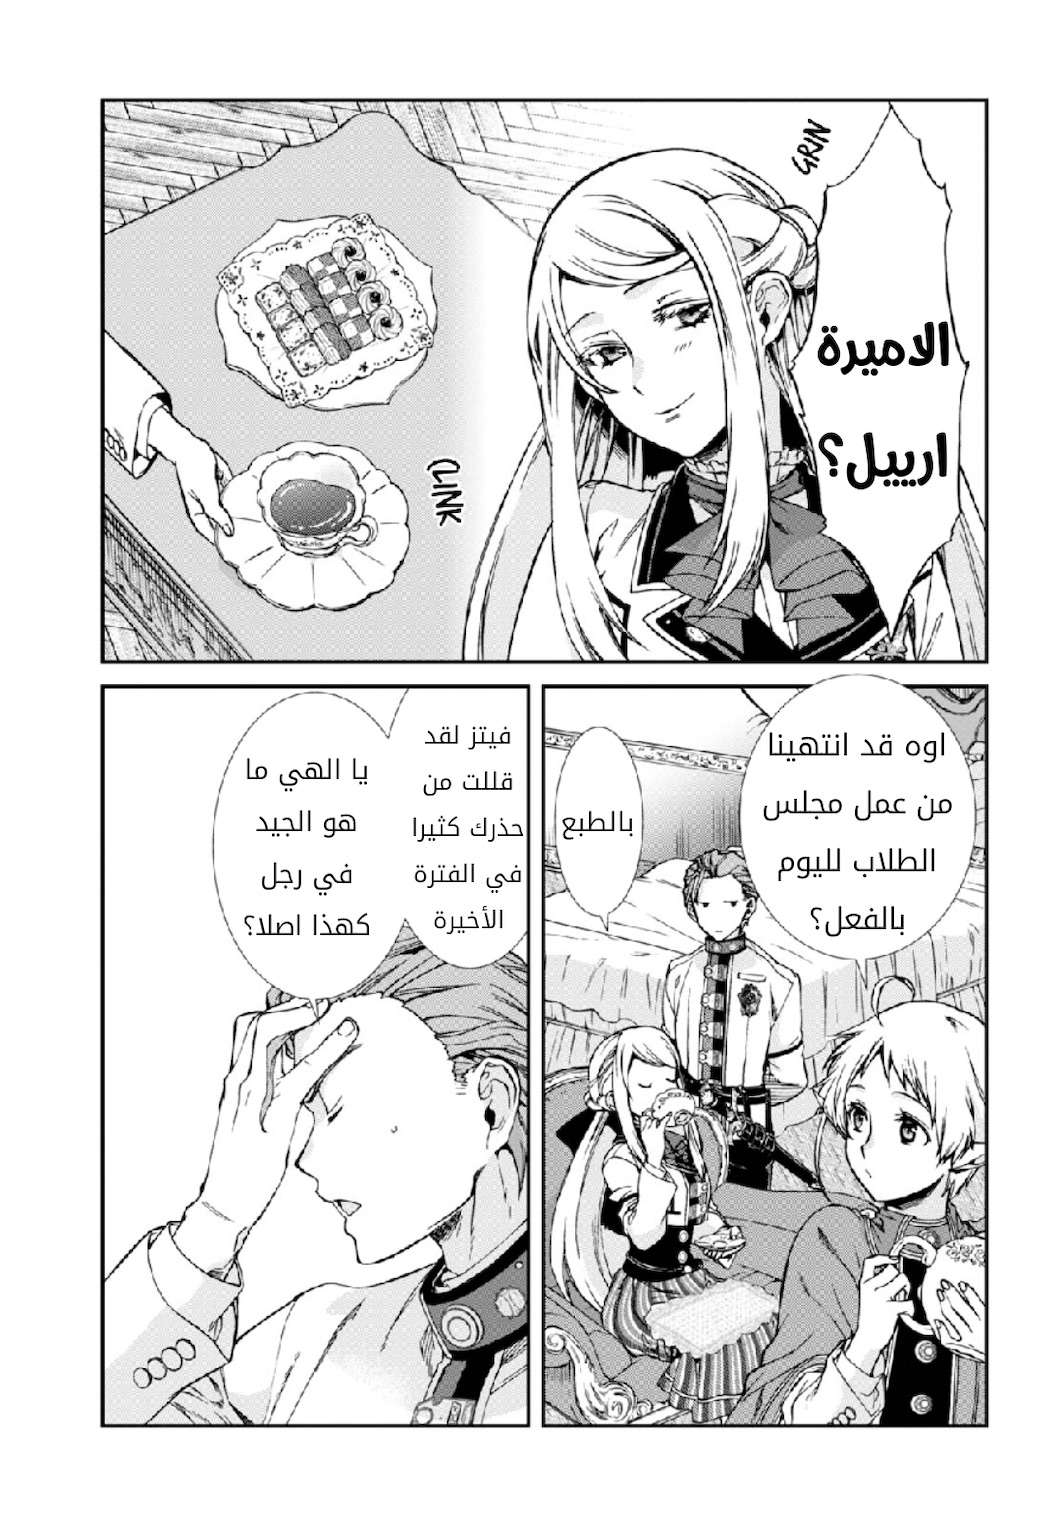 GRIN
الاميرة
ارييل؟
CLINK
اوه قد انتهينا
من عمل مجلس
الطلاب لليوم
بالفعل؟
بالطبع
فيتز لقد
قللت من
حذرك كثيرا
في الفترة
الأخيرة
يا الهي ما
هو الجيد
في رجل
كهذا اصلا؟